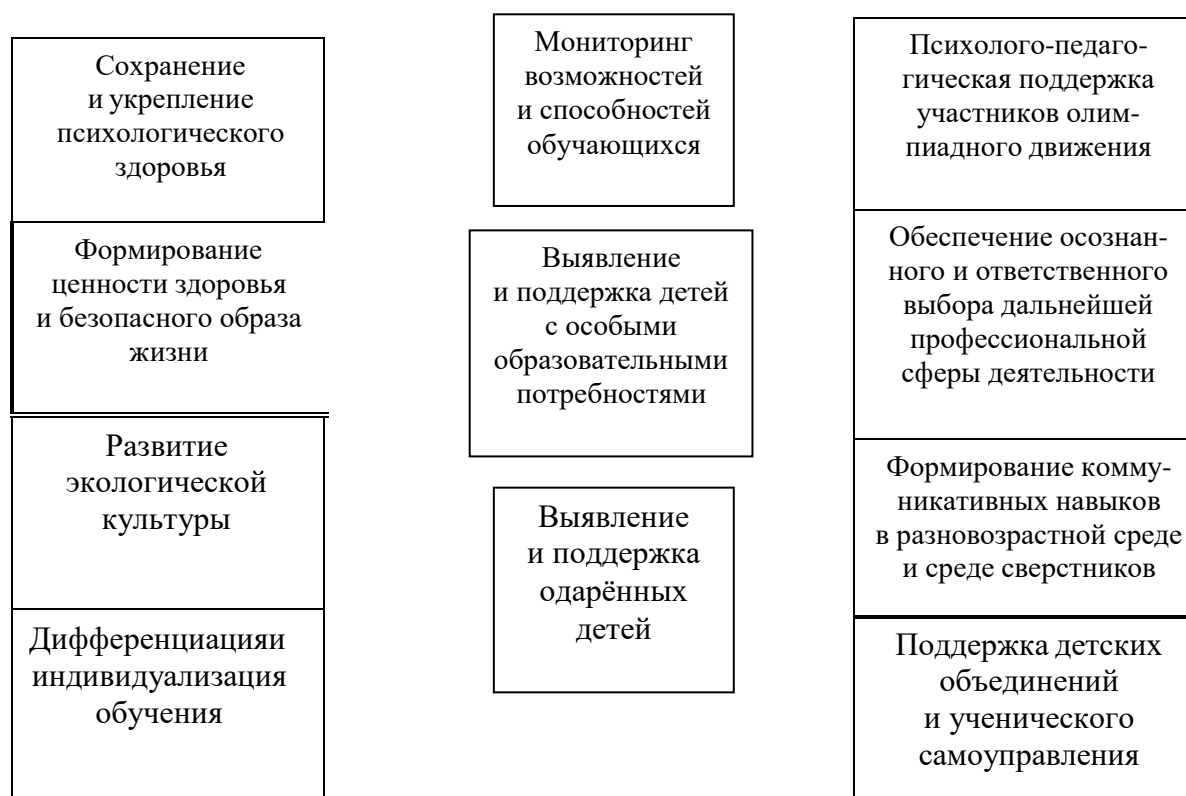 Сохранение
и укрепление
психологического
здоровья
Формирование
ценности здоровья
и безопасного образа
жизни
Развитие
экологической
культуры
Дифференциацияи
индивидуализация
обучения
Мониторинг
возможностей
и способностей
обучающихся
Выявление
и поддержка детей
с особыми
образовательными
потребностями
Выявление
и поддержка
одарённых
детей
Психолого-педаго-
гическая поддержка
участников олим-
пиадного движения
Обеспечение осознан-
ного и ответственного
выбора дальнейшей
профессиональной
сферы деятельности
Формирование комму-
никативных навыков
в разновозрастной среде
и среде сверстников
Поддержка детских
объединений
и ученического
самоуправления